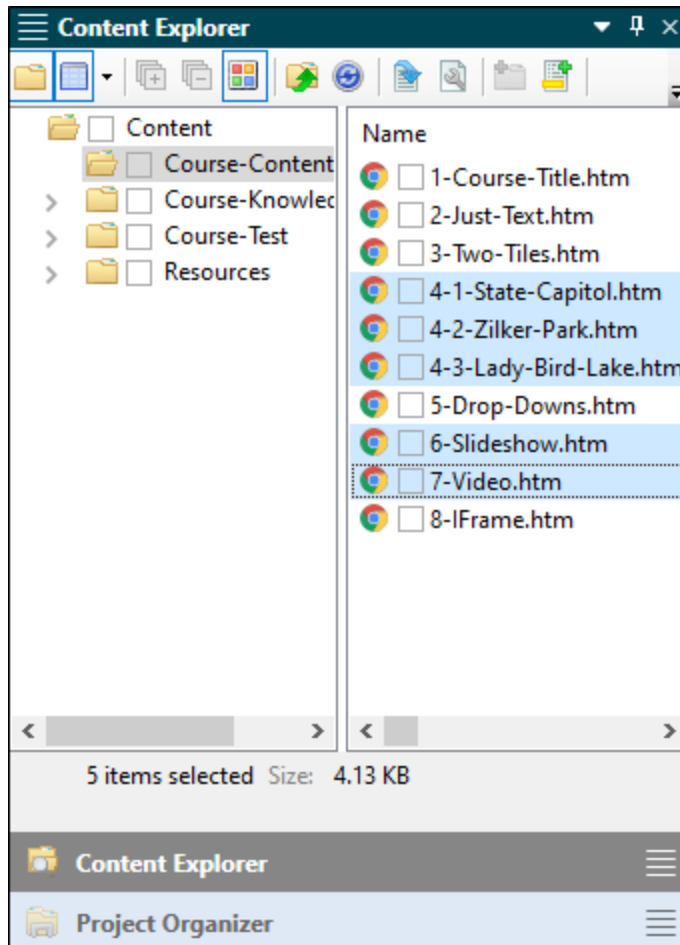 Content Explorer
Content
Course-Content
Course-Knowled
Course-Test
Resources
Name
1-Course-Title.htm
2-Just-Text.htm
3-Two-Tiles.htm
4-1-State-Capitol.htm
4-2-Zilker-Park.htm
4-3-Lady-Bird-Lake.htm
5-Drop-Downs.htm
6-Slideshow.htm
7-Video.htm
8-IFrame.htm
5 items selected Size: 4.13 KB
Content Explorer
Project Organizer